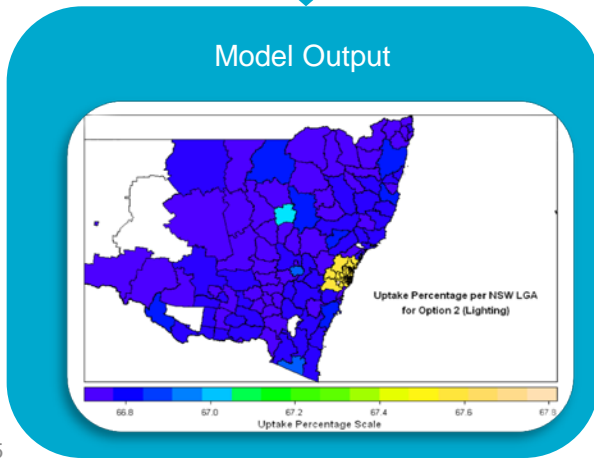 Model Output
Uptake Percentage per NSW LGA
for Option 2 (Lighting)
66.8 67.0 67.2 67.4 67.6 67.8
Uptake Percentage Scale